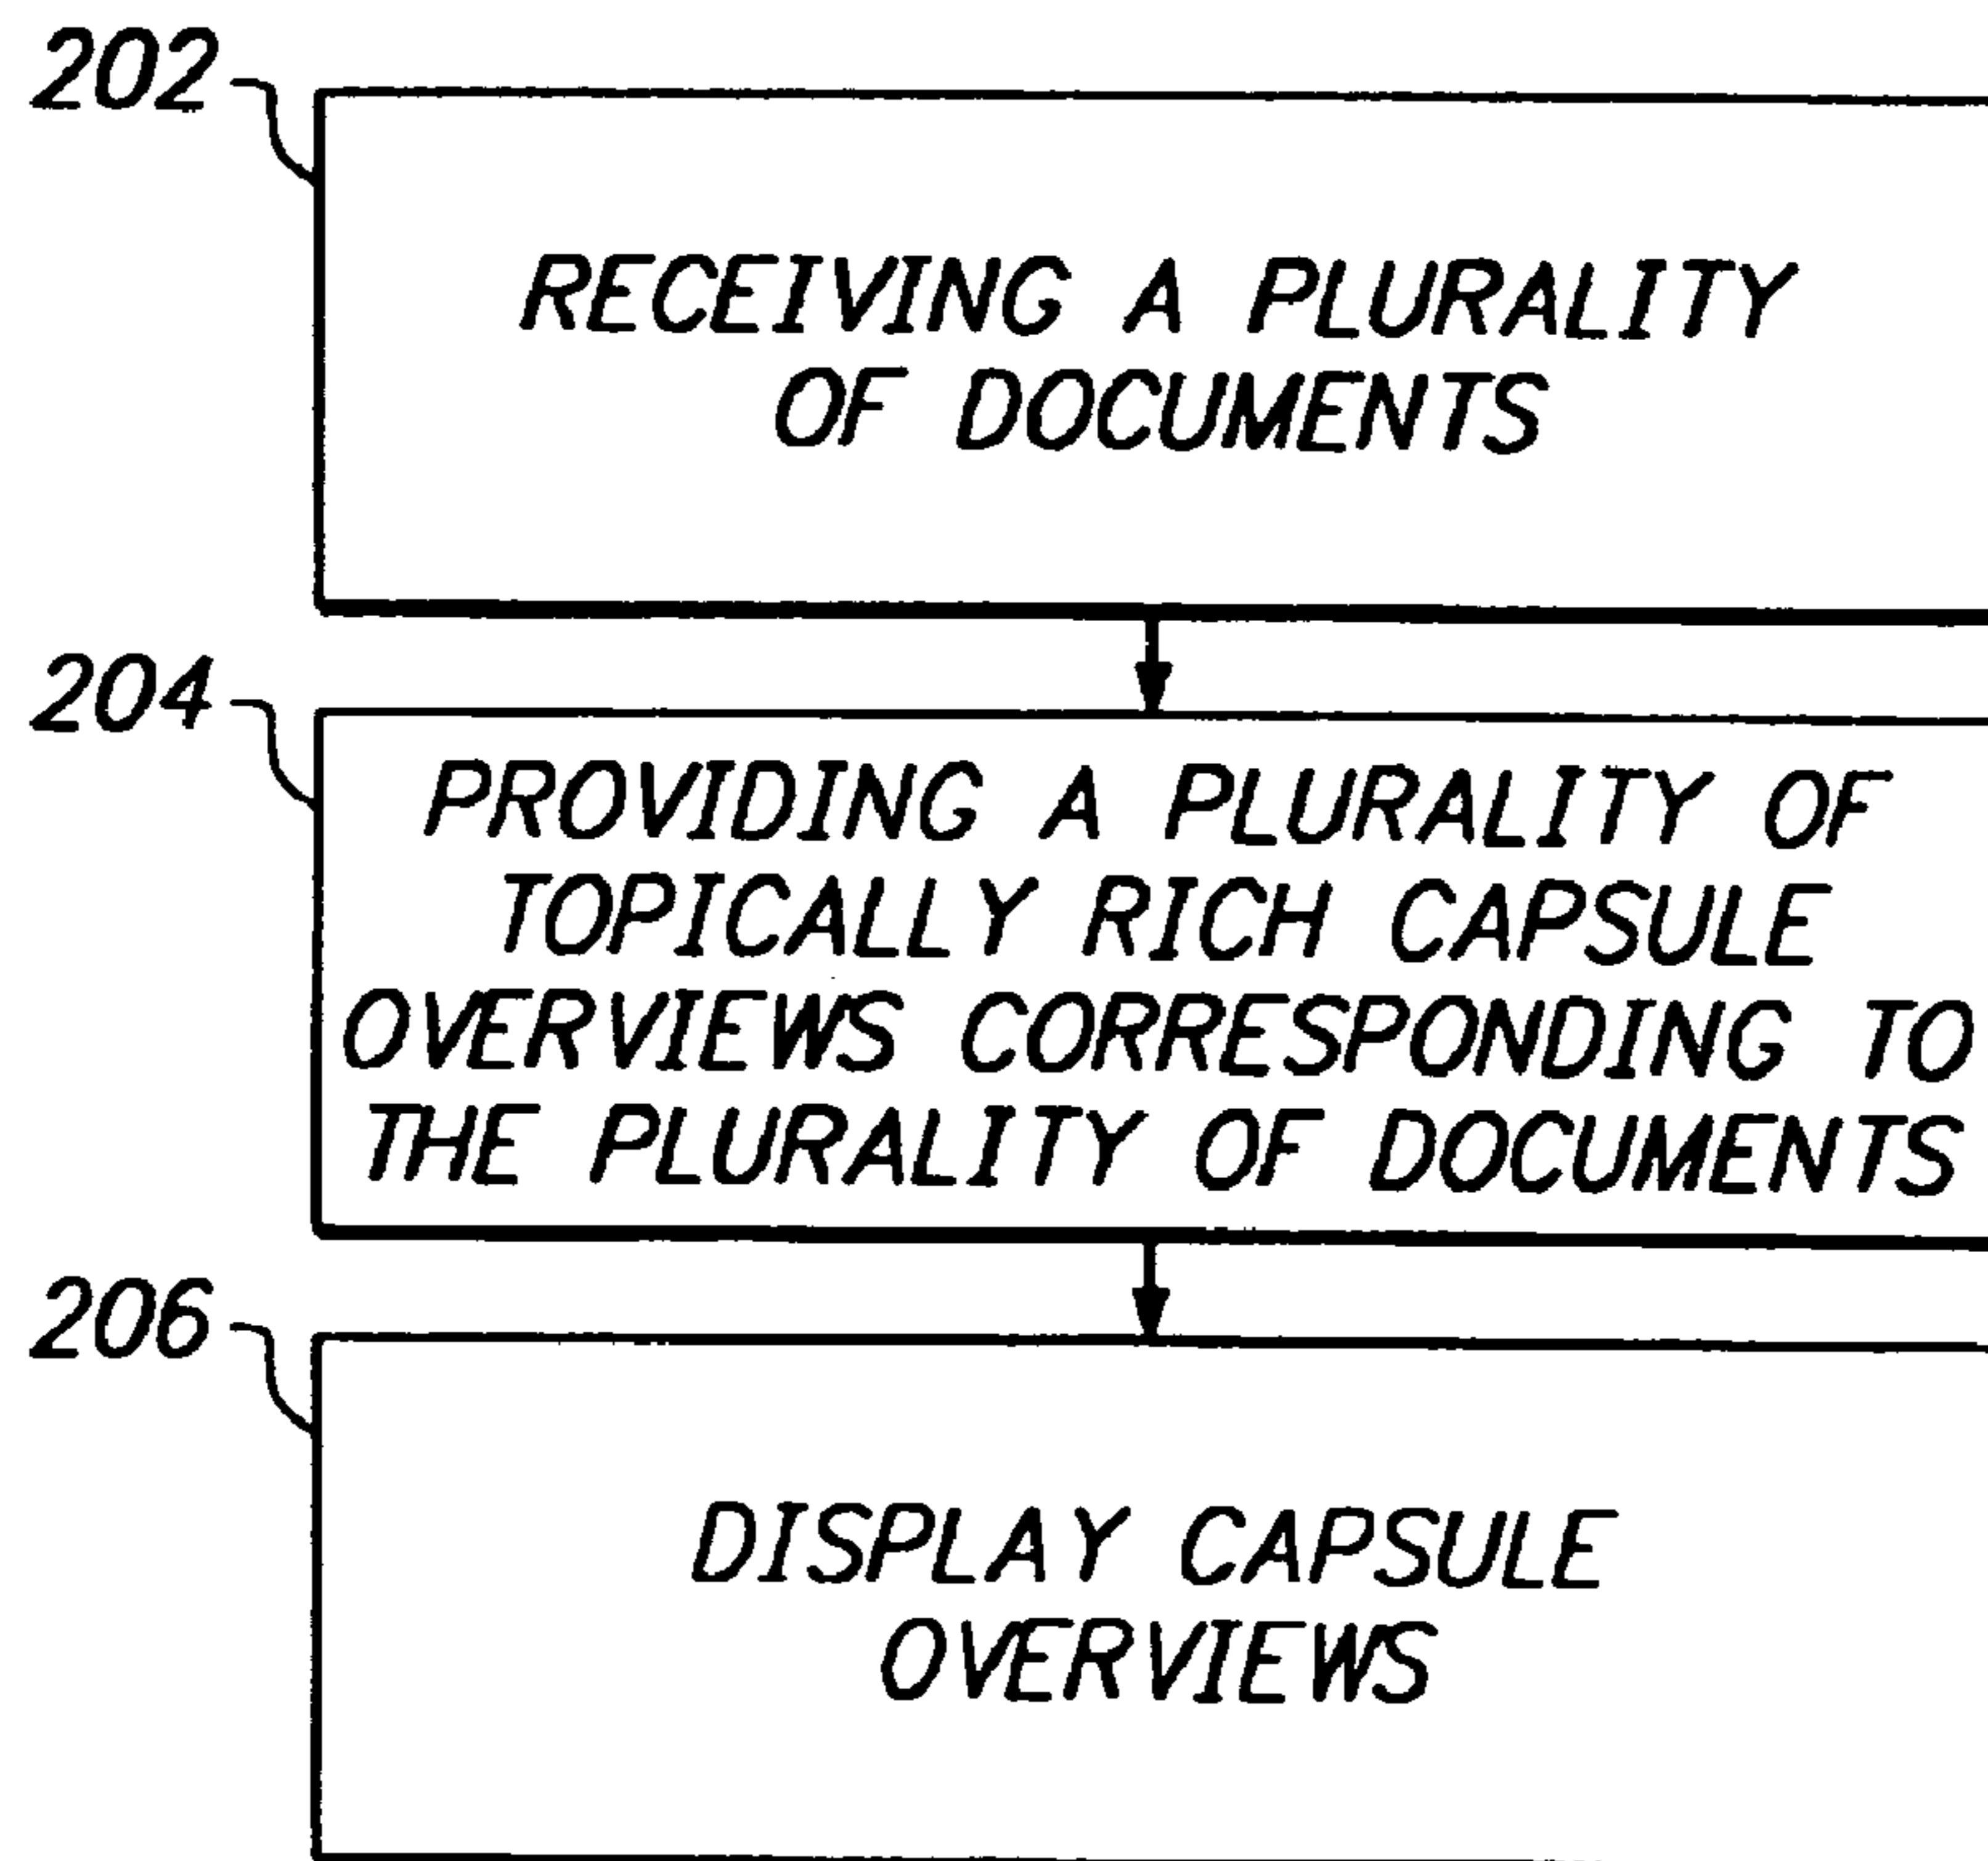 202
RECEIVING A PLURALITY
OF DOCUMENTS
204
PROVIDING A PLURALITY OF
TOPICALLY RICH CAPSULE
OVERVIEWS CORRESPONDING TO
THE PLURALITY OF DOCUMENTS
206
DISPLAY CAPSULE
OVERVIEWS